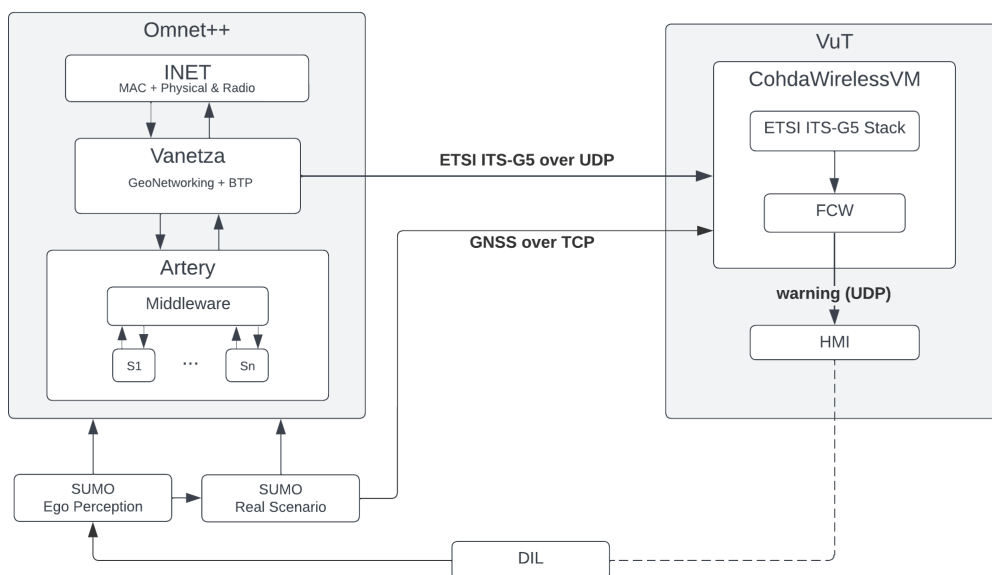 Omnet++
INET
MAC + Physical & Radio
Vanetza
GeoNetworking + BTP
Artery
Middleware
S1
...
Sn
SUMO
Ego Perception
SUMO
Real Scenario
ETSI ITS-G5 over UDP
GNSS over TCP
VuT
CohdaWirelessVM
ETSI ITS-G5 Stack
FCW
warning (UDP)
HMI
DIL